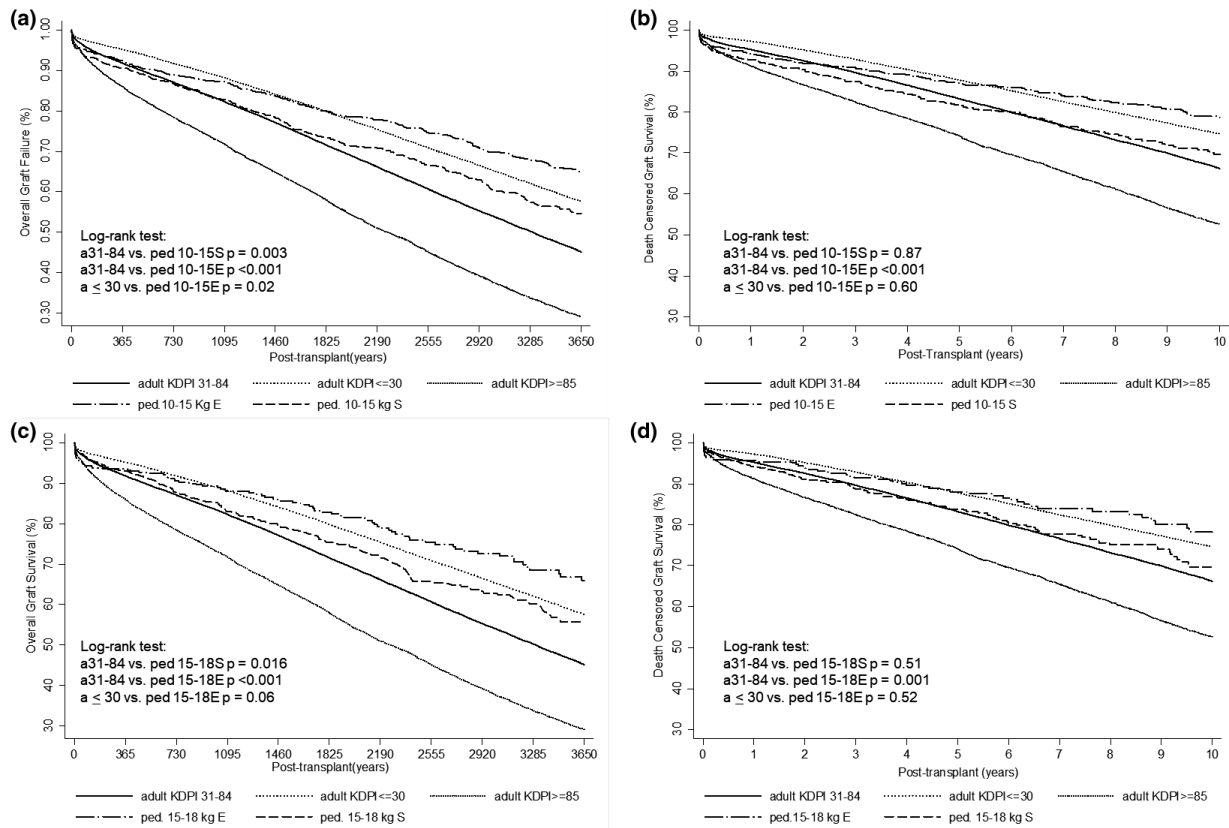 (a)
Overall Graft Failure (%)
1.00
0.90
0.80
0.70
0.60
0.50
0.40
0.30
Log-rank test:
a31-84 vs. ped 10-15S p = 0.003
a31-84 vs. ped 10-15E p <0.001
a ≤ 30 vs. ped 10-15E p = 0.02
0 365 730 1095 1460 1825 2190 2555 2920 3285 3650
Post-transplant(years)
adult KDPI 31-84 adult KDPI<=30 adult KDPI>=85
ped.10-15 Kg E ped. 10-15 kg S
(b)
Death Censored Graft Survival (%)
100
90
80
70
60
50
40
30
Log-rank test:
a31-84 vs. ped 10-15S p = 0.87
a31-84 vs. ped 10-15E p <0.001
a ≤ 30 vs. ped 10-15E p = 0.60
0 1 2 3 4 5 6 7 8 9 10
Post-Transplant (years)
adult KDPI 31-84 adult KDPI<=30 adult KDPI>=85
ped 10-15 E ped 10-15 S
(c)
Overall Graft Survival (%)
100
90
80
70
60
50
40
30
Log-rank test:
a31-84 vs. ped 15-18S p = 0.016
a31-84 vs. ped 15-18E p <0.001
a ≤ 30 vs. ped 15-18E p = 0.06
0 365 730 1095 1460 1825 2190 2555 2920 3285 3650
Post-transplant(years)
adult KDPI 31-84 adult KDPI<=30 adult KDPI>=85
ped. 15-18 kg E ped. 15-18 kg S
(d)
Death Censored Graft Survival (%)
100
90
80
70
60
50
40
30
Log-rank test:
a31-84 vs. ped 15-18S p = 0.51
a31-84 vs. ped 15-18E p = 0.001
a ≤ 30 vs. ped 15-18E p = 0.52
0 1 2 3 4 5 6 7 8 9 10
Post-transplant (years)
adult KDPI 31-84 adult KDPI<=30 adult KDPI>=85
ped.15-18 kg E ped. 15-18 kg S